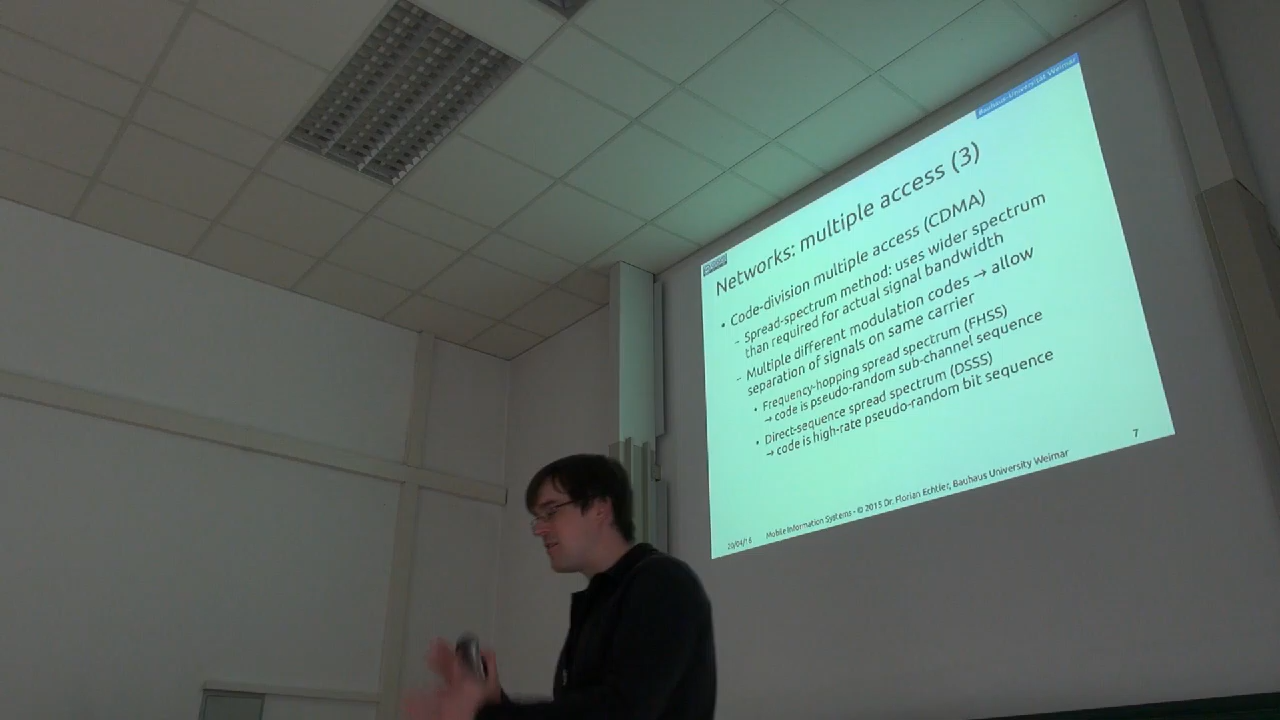 Bauhaus-Universität Weimar
Networks: multiple access (3)
• Code-division multiple access (CDMA)
– Spread-spectrum method: uses wider spectrum
than required for actual signal bandwidth
– Multiple different modulation codes → allow
separation of signals on same carrier
• Frequency-hopping spread spectrum (FHSS)
→ code is pseudo-random sub-channel sequence
• Direct-sequence spread spectrum (DSSS)
→ code is high-rate pseudo-random bit sequence
20/04/16
Mobile Information Systems - © 2015 Dr. Florian Echtler, Bauhaus University Weimar
7